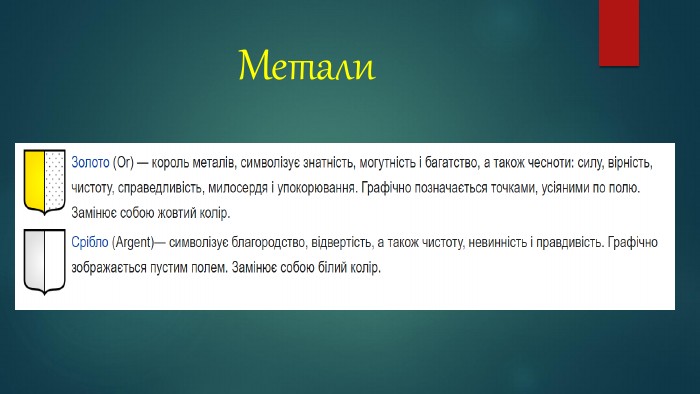 Метали
Золото (Or) — король металів, символізує знатність, могутність і багатство, а також чесноти: силу, вірність,
чистоту, справедливість, милосердя і упокорювання. Графічно позначається точками, усіяними по полю.
Замінює собою жовтий колір.
Срібло (Argent)— символізує благородство, відвертість, а також чистоту, невинність і правдивість. Графічно
зображається пустим полем. Замінює собою білий колір.